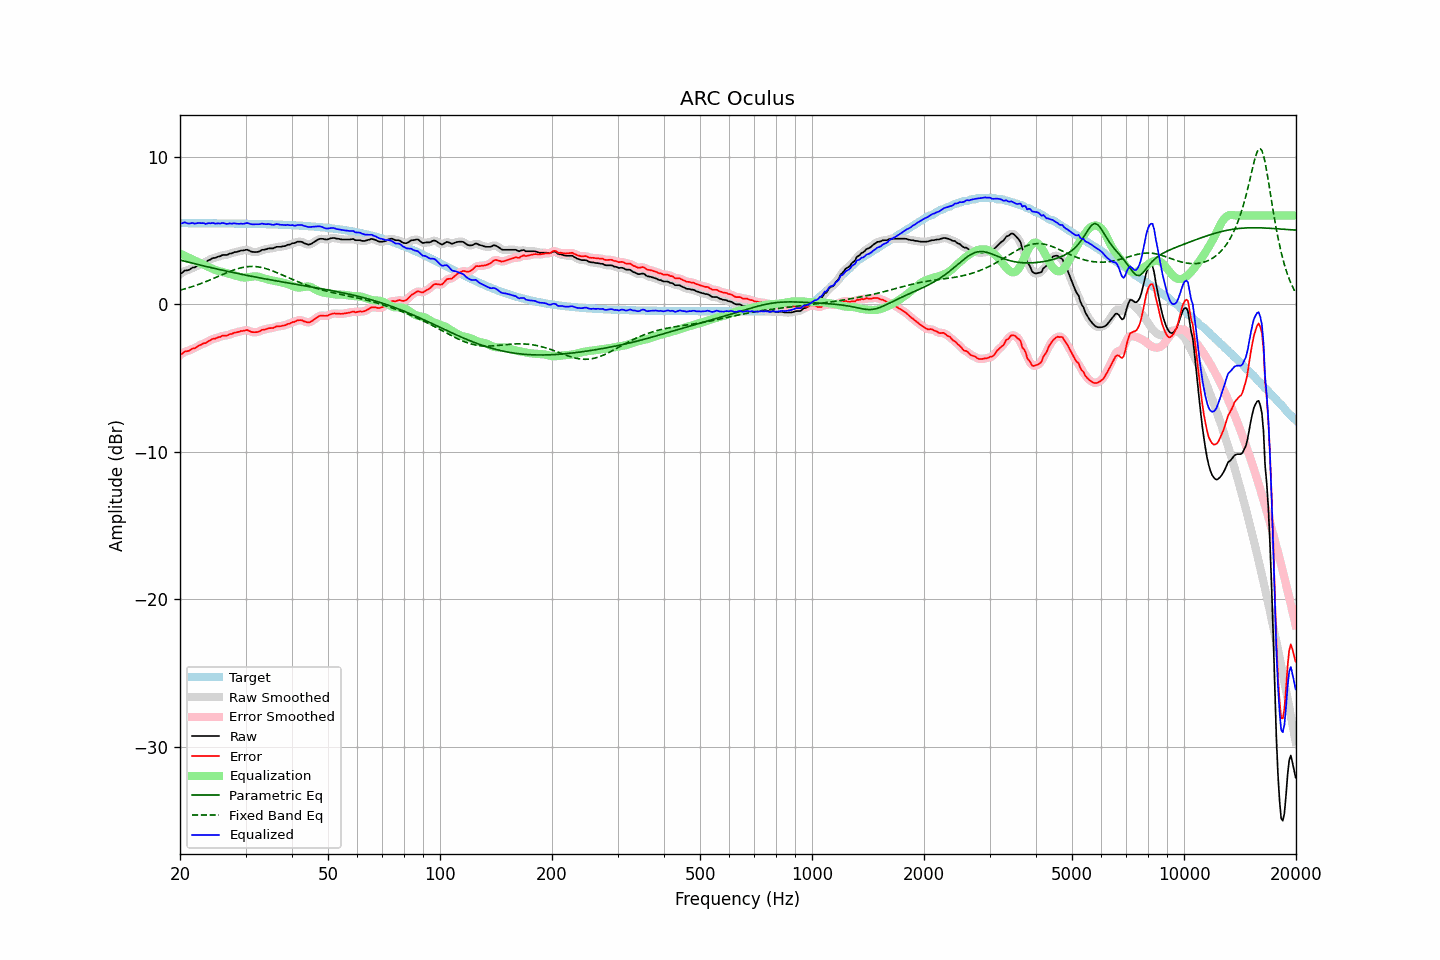 ARC Oculus
Amplitude (dBr)
10
0
−10
−20
−30
Target
Raw Smoothed
Error Smoothed
Raw
Error
Equalization
Parametric Eq
Fixed Band Eq
Equalized
20 50 100 200 500 1000 2000 5000 10000 20000
Frequency (Hz)